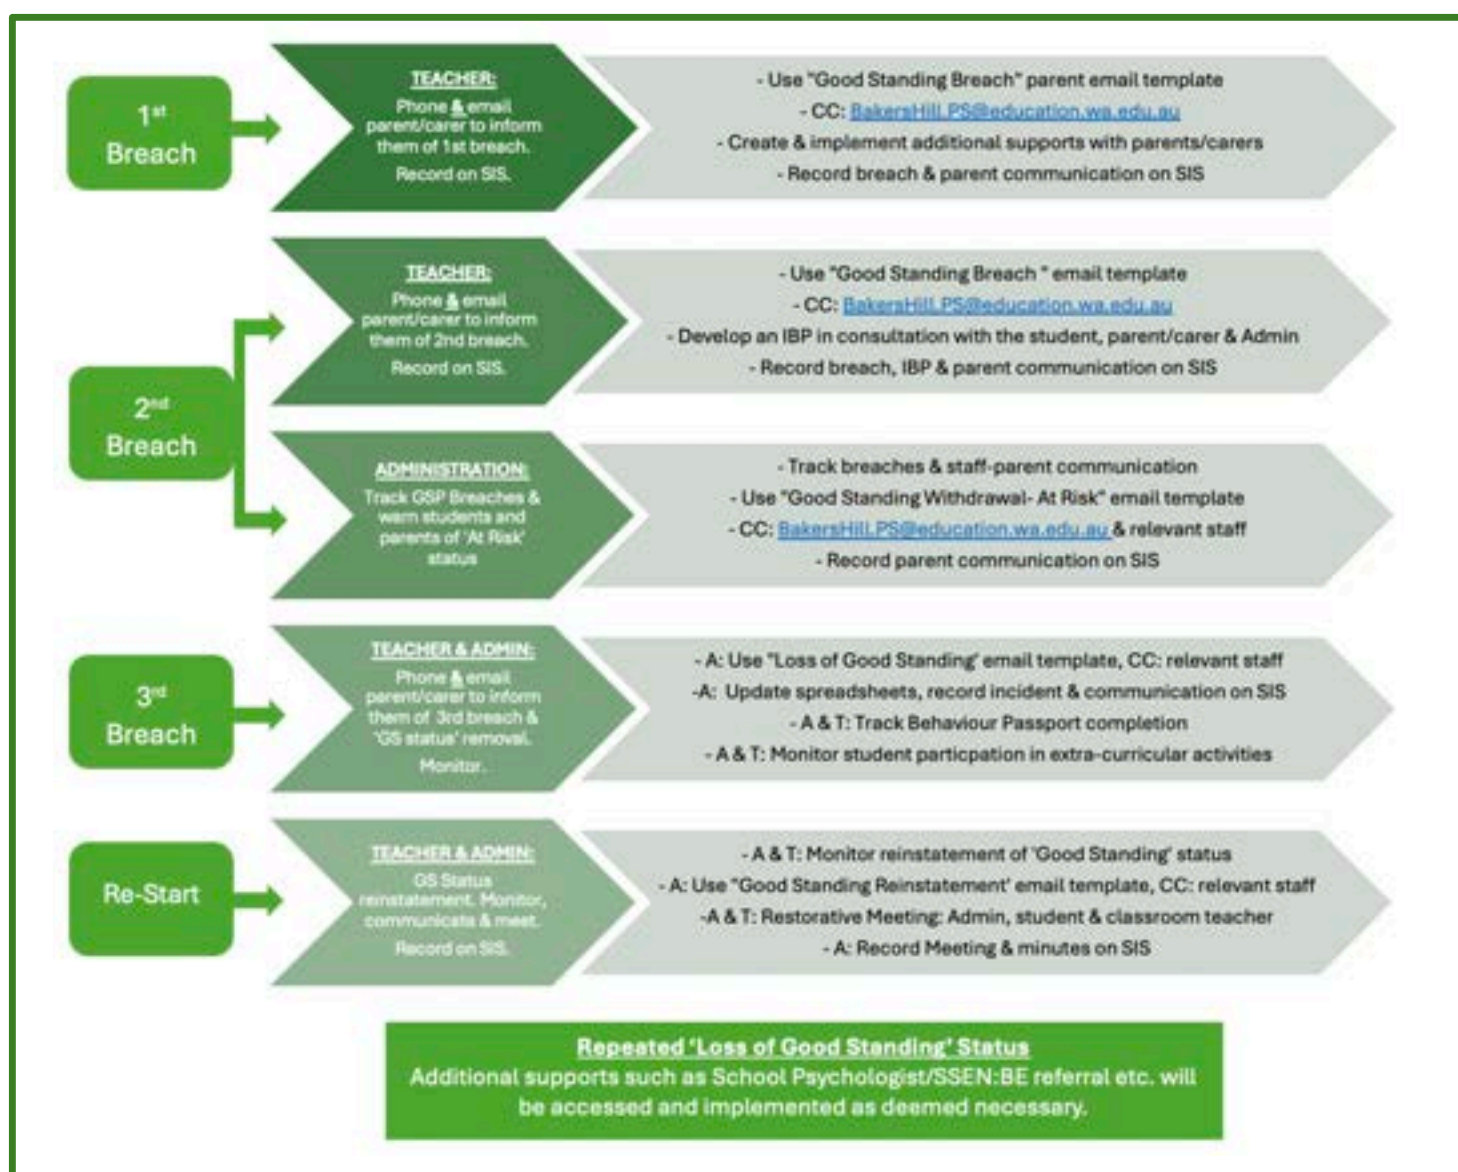 1st
Breach
TEACHER:
Phone & email
parent/carer to inform
them of 1st breach.
Record on SIS.
- Use "Good Standing Breach" parent email template
- CC: BakersHill.PS@education.wa.edu.au
- Create & implement additional supports with parents/carers
- Record breach & parent communication on SIS
2nd
Breach
TEACHER:
Phone & email
parent/carer to inform
them of 2nd breach.
Record on SIS.
- Use "Good Standing Breach " email template
- CC: BakersHill.PS@education.wa.edu.au
- Develop an IBP in consultation with the student, parent/carer & Admin
- Record breach, IBP & parent communication on SIS
ADMINISTRATION:
Track GSP Breaches &
warn students and
parents of 'At Risk'
status
- Track breaches & staff-parent communication
- Use "Good Standing Withdrawal- At Risk" email template
- CC: BakersHill.PS@education.wa.edu.au & relevant staff
- Record parent communication on SIS
3rd
Breach
TEACHER & ADMIN:
Phone & email
parent/carer to inform
them of 3rd breach &
'GS status' removal.
Monitor.
- A: Use "Loss of Good Standing' email template, CC: relevant staff
-A: Update spreadsheets, record incident & communication on SIS
- A & T: Track Behaviour Passport completion
- A & T: Monitor student particpation in extra-curricular activities
Re-Start
TEACHER & ADMIN:
GS Status
reinstatement. Monitor,
communicate & meet.
Record on SIS.
- A & T: Monitor reinstatement of 'Good Standing' status
- A: Use "Good Standing Reinstatement' email template, CC: relevant staff
-A & T: Restorative Meeting: Admin, student & classroom teacher
- A: Record Meeting & minutes on SIS
Repeated 'Loss of Good Standing' Status
Additional supports such as School Psychologist/SSEN:BE referral etc. will
be accessed and implemented as deemed necessary.